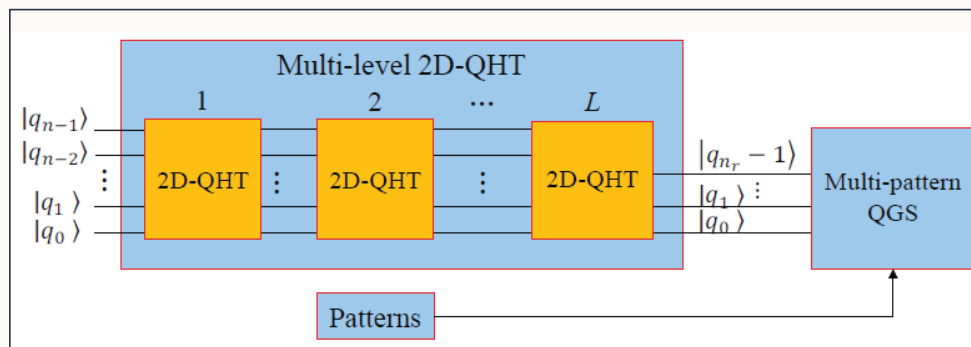 Multi-level 2D-QHT
1 2 ... L
|q_{n-1}⟩
|q_{n-2}⟩
⋮
|q_1⟩
|q_0⟩
2D-QHT ⋮ 2D-QHT ⋮ 2D-QHT
|q_{n_r} - 1⟩
|q_1⟩ ⋮
|q_0⟩
Multi-pattern
QGS
Patterns